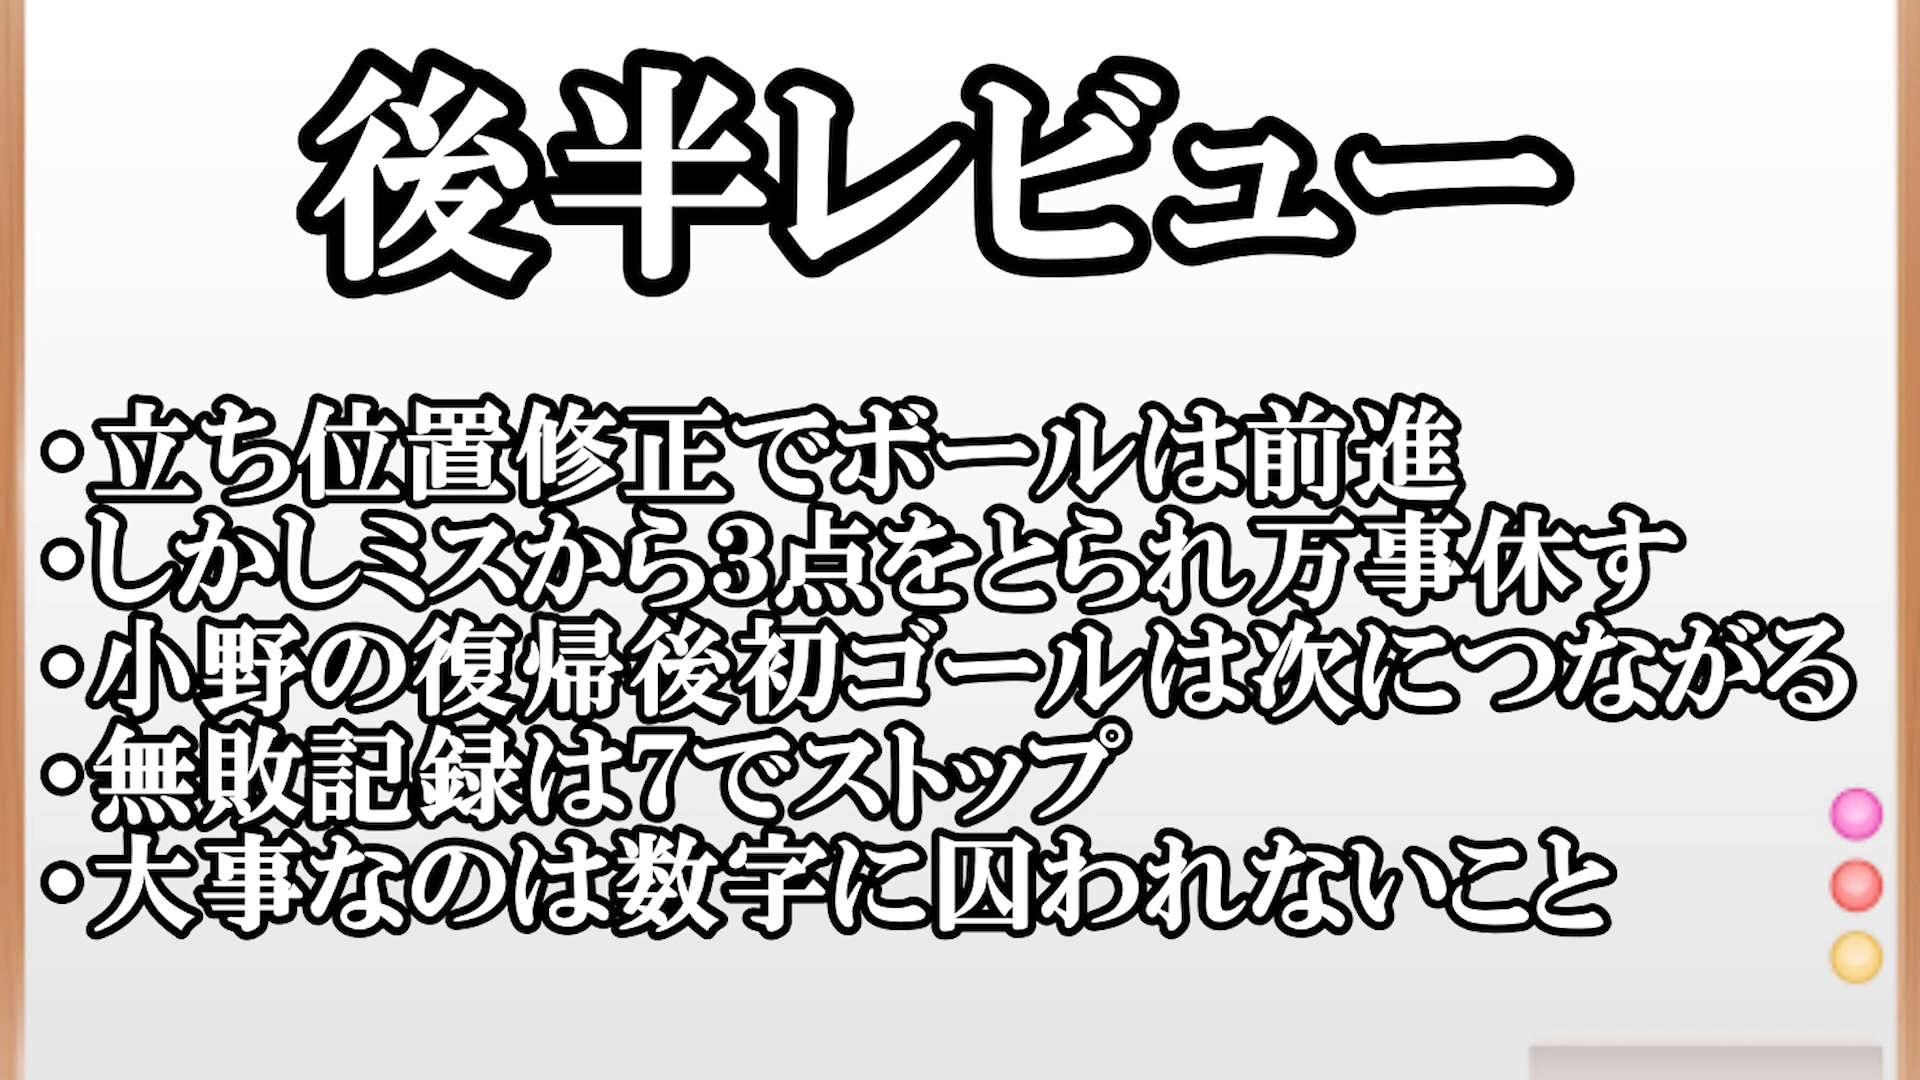 後半レビュー
・立ち位置修正でボールは前進
・しかしミスから3点をとられ万事休す
・小野の復帰後初ゴールは次につながる
・無敗記録は7でストップ
・大事なのは数字に囚われないこと